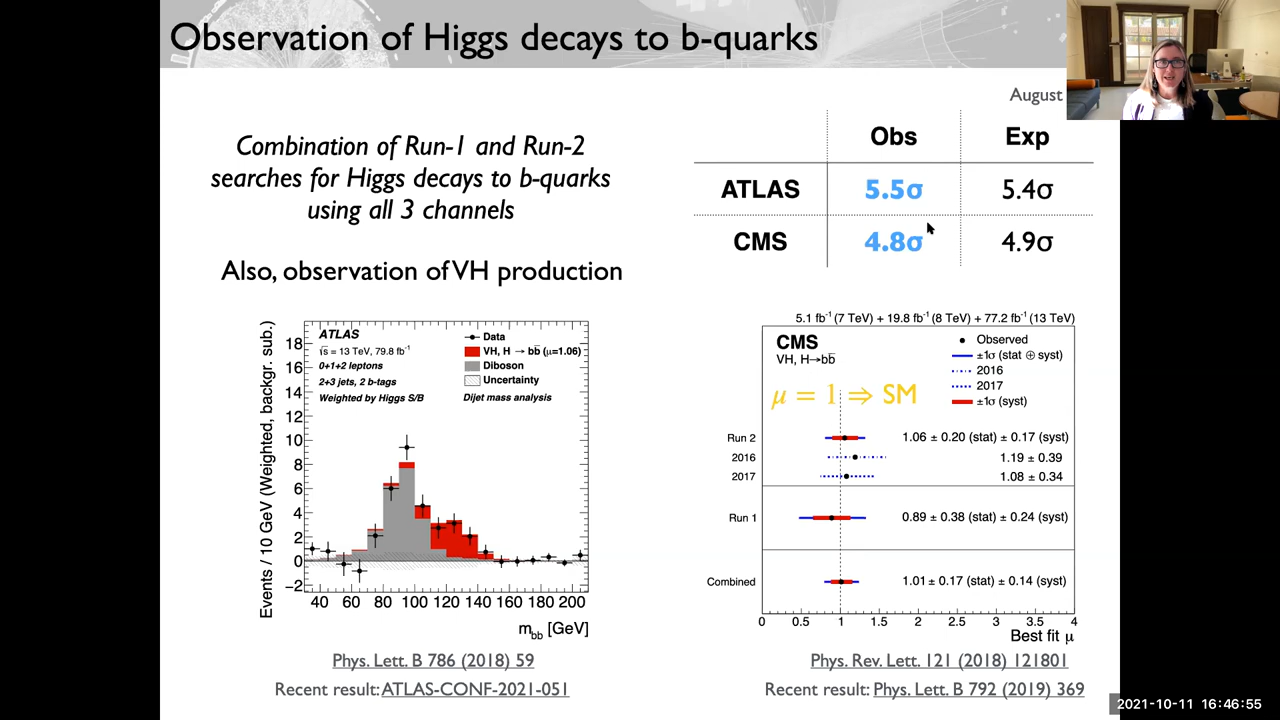 Observation of Higgs decays to b-quarks
August
Combination of Run-1 and Run-2
searches for Higgs decays to b-quarks
using all 3 channels
Also, observation of VH production
Obs Exp
ATLAS 5.5σ 5.4σ
CMS 4.8σ 4.9σ
ATLAS
√s = 13 TeV, 79.8 fb⁻¹
0+1+2 leptons
2+3 jets, 2 b-tags
Weighted by Higgs S/B
Data
VH, H → bb̄ (μ=1.06)
Diboson
Uncertainty
Dijet mass analysis
Events / 10 GeV (Weighted, backgr. sub.)
18
16
14
12
10
8
6
4
2
0
−2
40 60 80 100 120 140 160 180 200
m_bb [GeV]
Phys. Lett. B 786 (2018) 59
Recent result: ATLAS-CONF-2021-051
5.1 fb⁻¹ (7 TeV) + 19.8 fb⁻¹ (8 TeV) + 77.2 fb⁻¹ (13 TeV)
CMS
VH, H→bb̄
μ = 1 ⇒ SM
Observed
±1σ (stat ⊕ syst)
2016
2017
±1σ (syst)
Run 2 1.06 ± 0.20 (stat) ± 0.17 (syst)
2016 1.19 ± 0.39
2017 1.08 ± 0.34
Run 1 0.89 ± 0.38 (stat) ± 0.24 (syst)
Combined 1.01 ± 0.17 (stat) ± 0.14 (syst)
0 0.5 1 1.5 2 2.5 3 3.5 4
Best fit μ
Phys. Rev. Lett. 121 (2018) 121801
Recent result: Phys. Lett. B 792 (2019) 369
2021-10-11 16:46:55